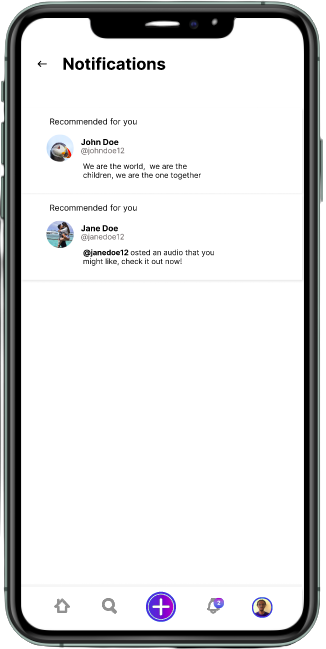 Notifications
Recommended for you
John Doe
@johndoe12
We are the world, we are the
children, we are the one together
Recommended for you
Jane Doe
@janedoe12
@janedoe12 osted an audio that you
might like, check it out now!
2